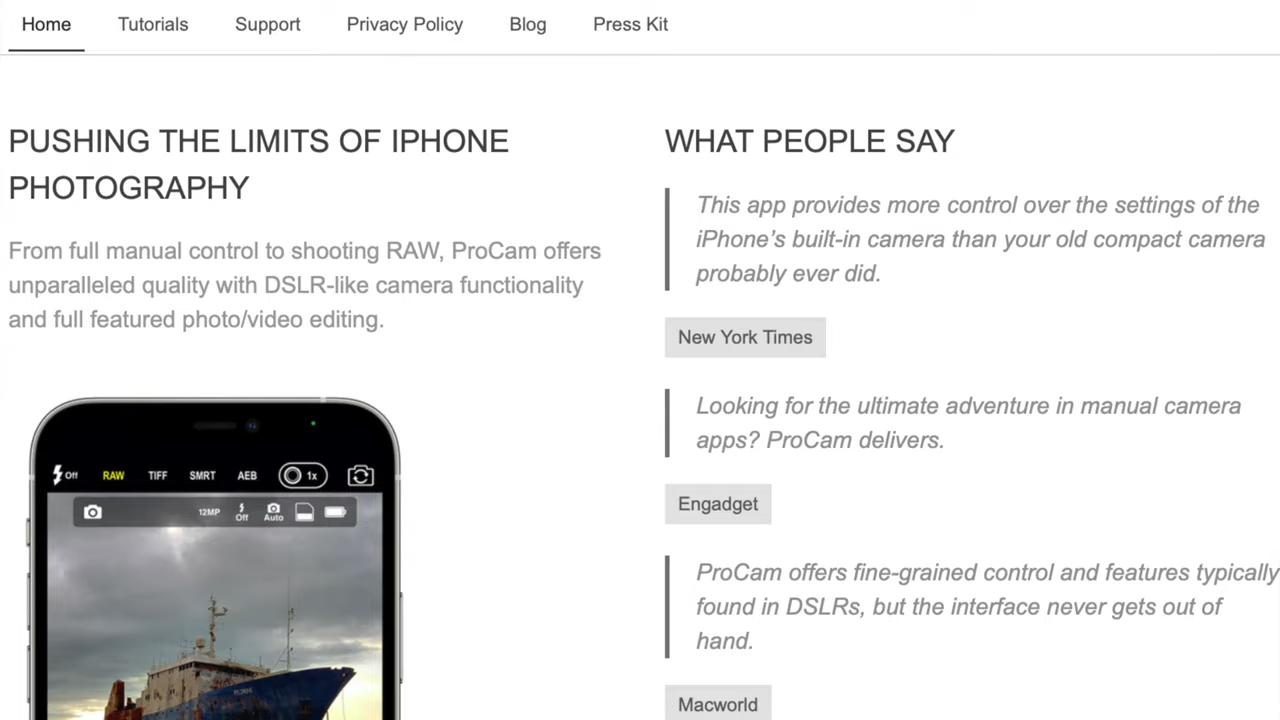 Home Tutorials Support Privacy Policy Blog Press Kit
PUSHING THE LIMITS OF IPHONE
PHOTOGRAPHY
From full manual control to shooting RAW, ProCam offers
unparalleled quality with DSLR-like camera functionality
and full featured photo/video editing.
Off RAW TIFF SMRT AEB 1x
12MP Off Auto
WHAT PEOPLE SAY
This app provides more control over the settings of the
iPhone’s built-in camera than your old compact camera
probably ever did.
New York Times
Looking for the ultimate adventure in manual camera
apps? ProCam delivers.
Engadget
ProCam offers fine-grained control and features typically
found in DSLRs, but the interface never gets out of
hand.
Macworld